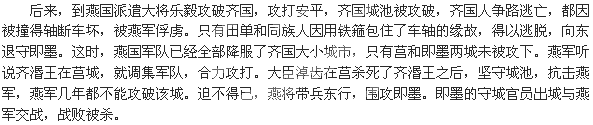 后来，到燕国派遣大将乐毅攻破齐国，攻打安平，齐国城池被攻破，齐国人争路逃亡，都因
被撞得轴断车坏，被燕军俘虏。只有田单和同族人因用铁箍包住了车轴的缘故，得以逃脱，向东
退守即墨。这时，燕国军队已经全部降服了齐国大小城市，只有莒和即墨两城未被攻下。燕军听
说齐湣王在莒城，就调集军队，合力攻打。大臣淖齿在莒杀死了齐湣王之后，坚守城池，抗击燕
军，燕军几年都不能攻破该城。迫不得已，燕将带兵东行，围攻即墨。即墨的守城官员出城与燕
军交战，战败被杀。